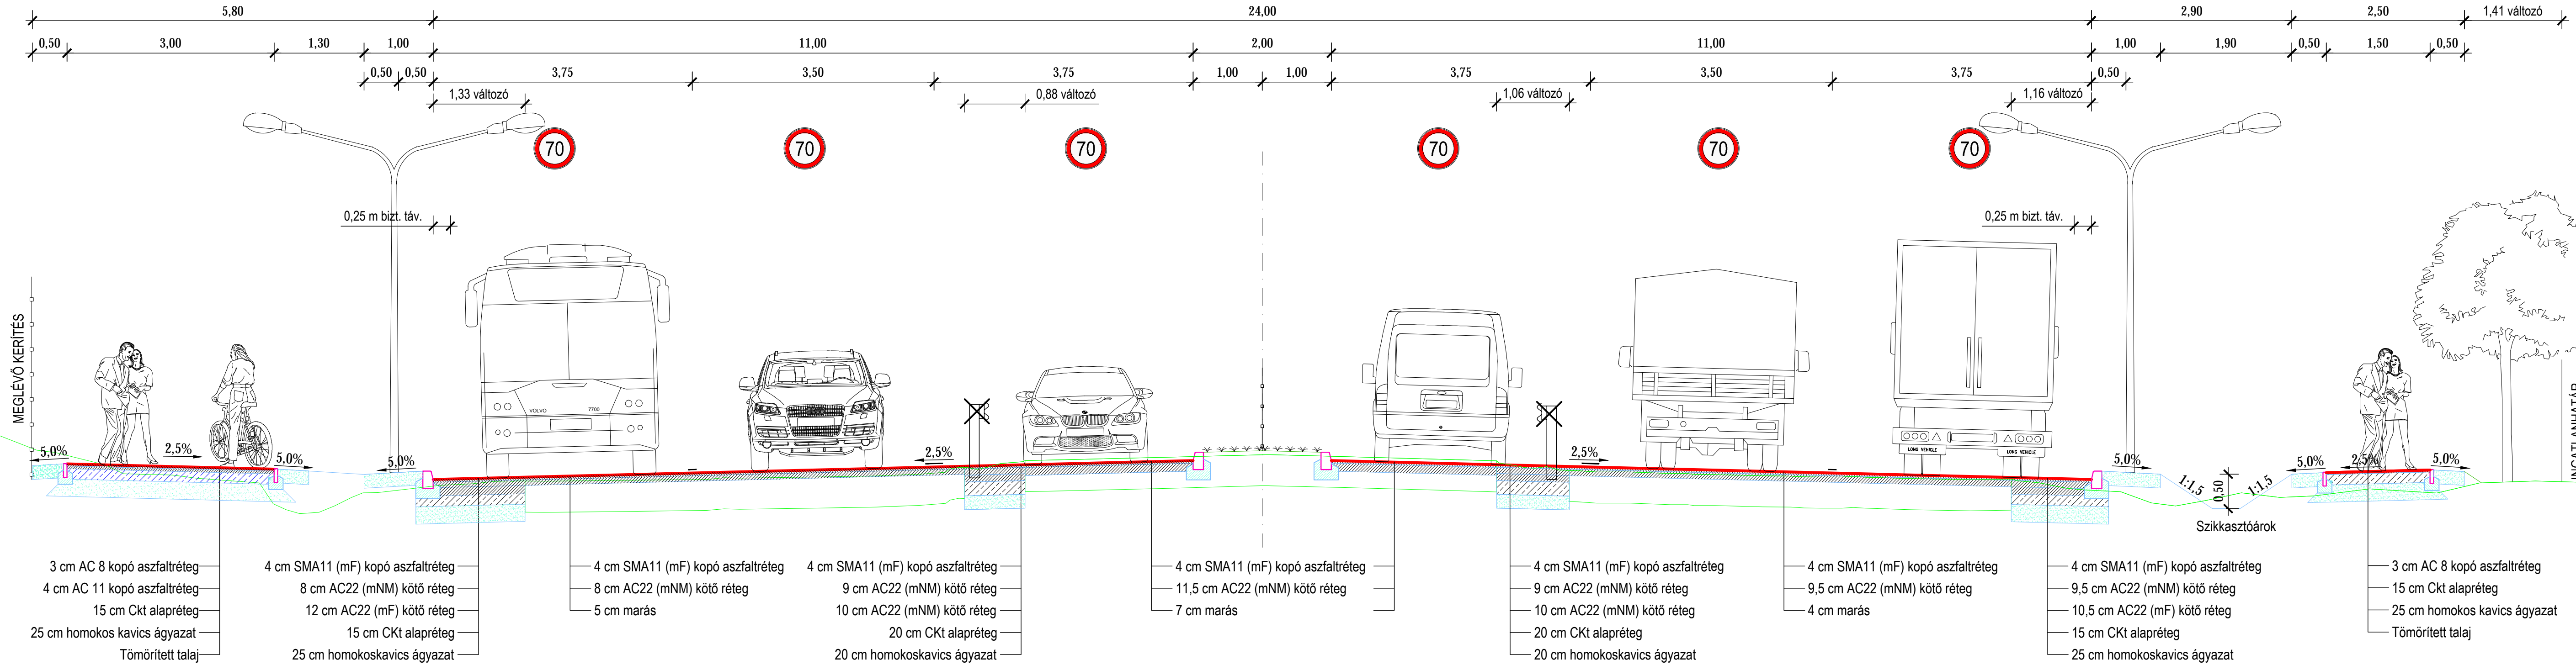 5,80
24,00
2,90
2,50
1,41 változó
0,50
3,00
1,30
1,00
11,00
2,00
11,00
1,00
1,90
0,50
1,50
0,50
0,50
0,50
3,75
3,50
3,75
1,00
1,00
3,75
3,50
3,75
0,50
1,33 változó
0,88 változó
1,06 változó
1,16 változó
70
70
70
70
70
70
0,25 m bizt. táv.
0,25 m bizt. táv.
MEGLÉVŐ KERÍTÉS
VOLVO
7700
LONG VEHICLE
LONG VEHICLE
5,0%
2,5%
5,0%
5,0%
2,5%
2,5%
5,0%
1:1,5
0,50
1:1,5
5,0%
2,5%
5,0%
Szikkasztóárok
3 cm AC 8 kopó aszfaltréteg
4 cm AC 11 kopó aszfaltréteg
15 cm Ckt alapréteg
25 cm homokos kavics ágyazat
Tömörített talaj
4 cm SMA11 (mF) kopó aszfaltréteg
8 cm AC22 (mNM) kötő réteg
12 cm AC22 (mF) kötő réteg
15 cm CKt alapréteg
25 cm homokoskavics ágyazat
4 cm SMA11 (mF) kopó aszfaltréteg
8 cm AC22 (mNM) kötő réteg
5 cm marás
4 cm SMA11 (mF) kopó aszfaltréteg
9 cm AC22 (mNM) kötő réteg
10 cm AC22 (mNM) kötő réteg
20 cm CKt alapréteg
20 cm homokoskavics ágyazat
4 cm SMA11 (mF) kopó aszfaltréteg
11,5 cm AC22 (mNM) kötő réteg
7 cm marás
4 cm SMA11 (mF) kopó aszfaltréteg
9 cm AC22 (mNM) kötő réteg
10 cm AC22 (mNM) kötő réteg
20 cm CKt alapréteg
20 cm homokoskavics ágyazat
4 cm SMA11 (mF) kopó aszfaltréteg
9,5 cm AC22 (mNM) kötő réteg
4 cm marás
4 cm SMA11 (mF) kopó aszfaltréteg
9,5 cm AC22 (mNM) kötő réteg
10,5 cm AC22 (mF) kötő réteg
15 cm CKt alapréteg
25 cm homokoskavics ágyazat
3 cm AC 8 kopó aszfaltréteg
15 cm Ckt alapréteg
25 cm homokos kavics ágyazat
Tömörített talaj